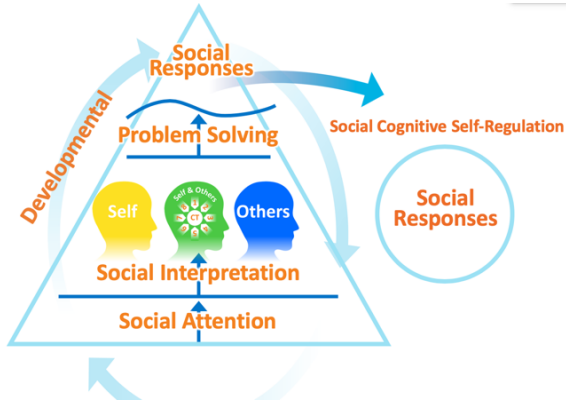 Social
Responses
Developmental
Problem Solving
Social Cognitive Self-Regulation
Self
Self & Others
CT
Others
Social
Responses
Social Interpretation
Social Attention